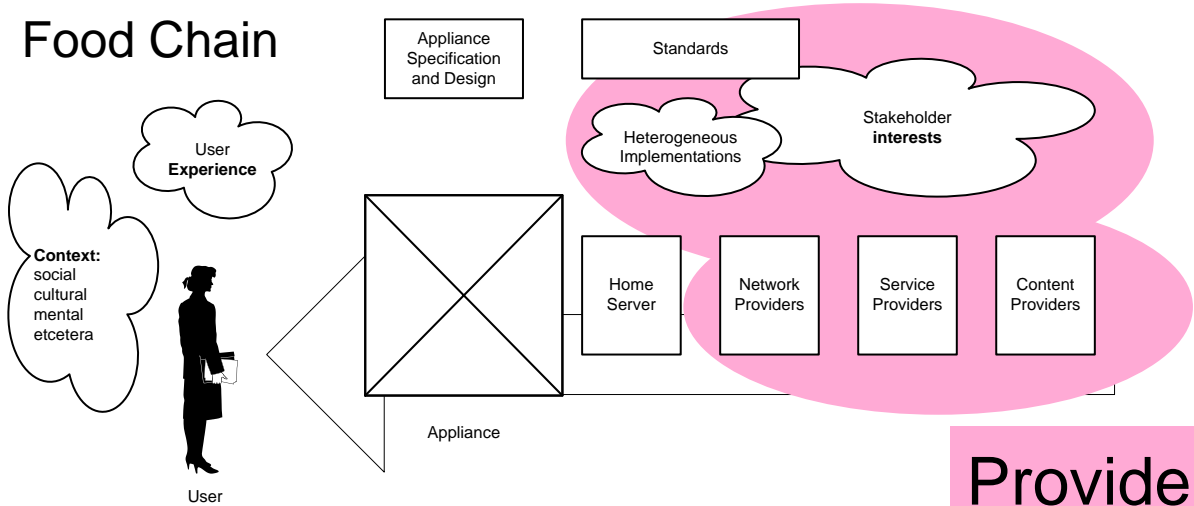 Food Chain
Appliance
Specification
and Design
Standards
Stakeholder
interests
Heterogeneous
Implementations
User
Experience
Context:
social
cultural
mental
etcetera
Home
Server
Network
Providers
Service
Providers
Content
Providers
Appliance
User
Provide